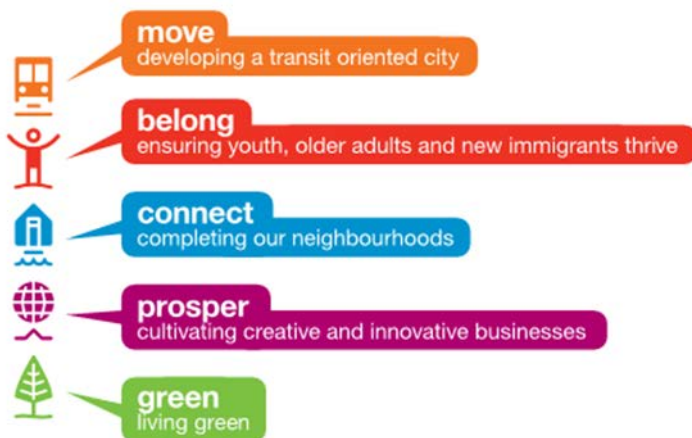 move
developing a transit oriented city
belong
ensuring youth, older adults and new immigrants thrive
connect
completing our neighbourhoods
prosper
cultivating creative and innovative businesses
green
living green